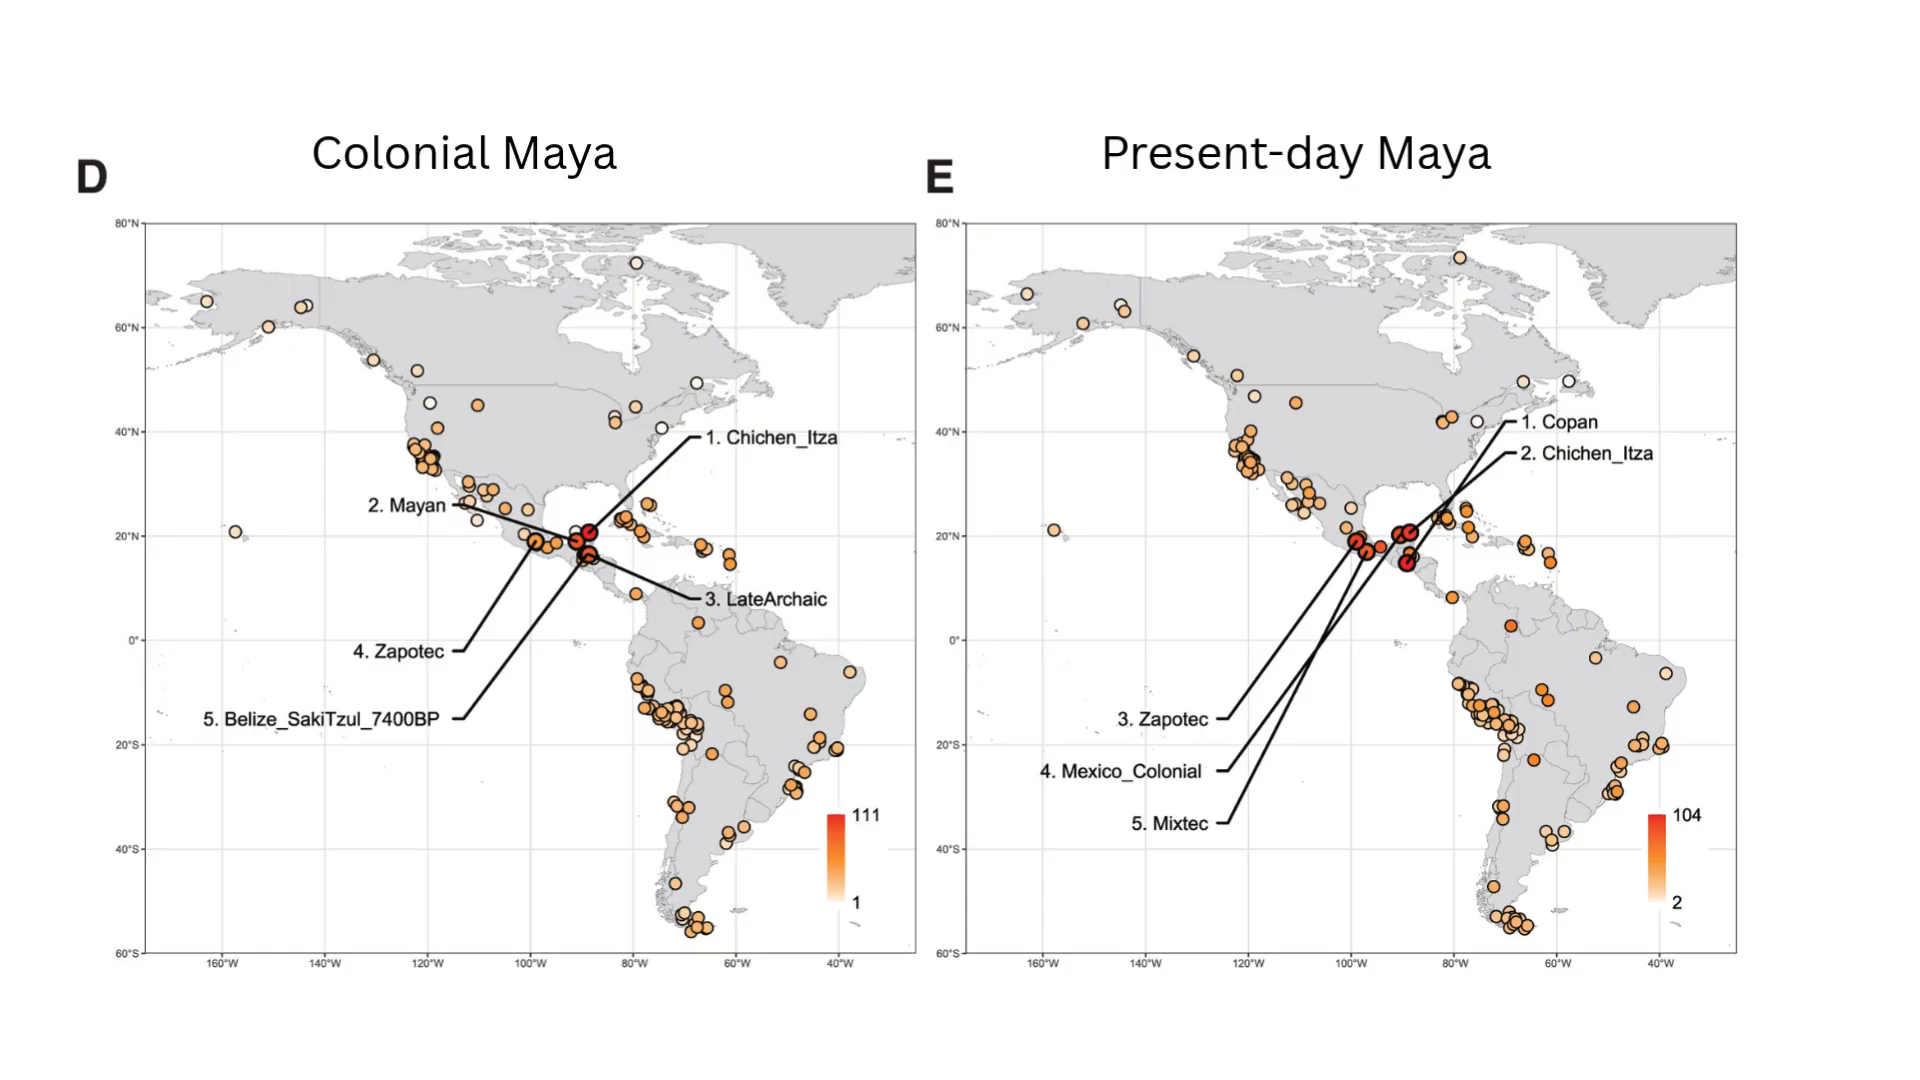 Colonial Maya
Present-day Maya
D
E
80°N
60°N
40°N
20°N
0°
20°S
40°S
60°S
160°W
140°W
120°W
100°W
80°W
60°W
40°W
1. Chichen_Itza
2. Mayan
3. LateArchaic
4. Zapotec
5. Belize_SakiTzul_7400BP
111
1
80°N
60°N
40°N
20°N
0°
20°S
40°S
60°S
160°W
140°W
120°W
100°W
80°W
60°W
40°W
1. Copan
2. Chichen_Itza
3. Zapotec
4. Mexico_Colonial
5. Mixtec
104
2